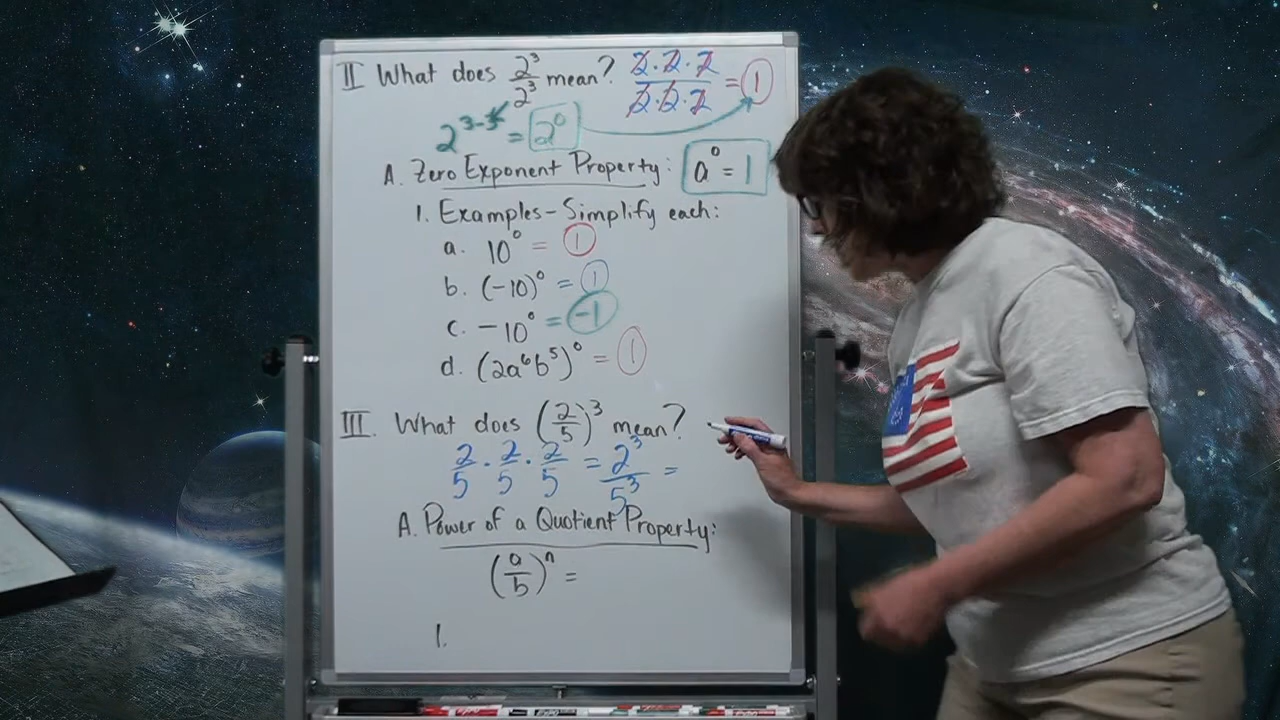 II What does 2³/2³ mean? 2·2·2/2·2·2 = 1
2³⁻³ = 2⁰
A. Zero Exponent Property: a⁰ = 1
1. Examples – Simplify each:
a. 10⁰ = 1
b. (-10)⁰ = 1
c. -10⁰ = -1
d. (2a⁶b⁵)⁰ = 1
III. What does (2/5)³ mean?
2/5 · 2/5 · 2/5 = 2³/5³ =
A. Power of a Quotient Property:
(a/b)ⁿ =
1.